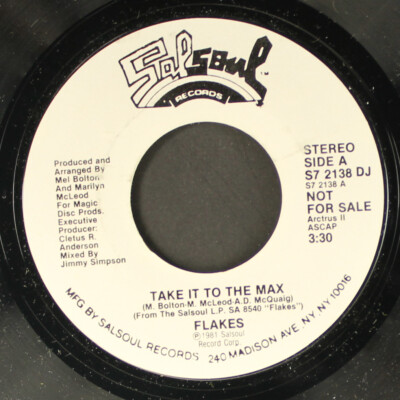 Salsoul
RECORDS
STEREO
SIDE A
S7 2138 DJ
S7 2138 A
NOT
FOR SALE
Arctrus II
ASCAP
3:30
Produced and
Arranged By
Mel Bolton
And Marilyn
McLeod
For Magic
Disc Prods.
Executive
Producer:
Cletus R.
Anderson
Mixed By
Jimmy Simpson
TAKE IT TO THE MAX
(M. Bolton-M. McLeod-A.D. McQuaig)
(From The Salsoul L.P. SA 8540 "Flakes")
FLAKES
℗1981 Salsoul
Record Corp.
MFG BY SALSOUL RECORDS 240 MADISON AVE NY NY 10016